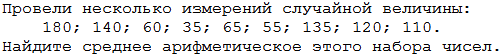 Провели несколько измерений случайной величины:
180; 140; 60; 35; 65; 55; 135; 120; 110.
Найдите среднее арифметическое этого набора чисел.